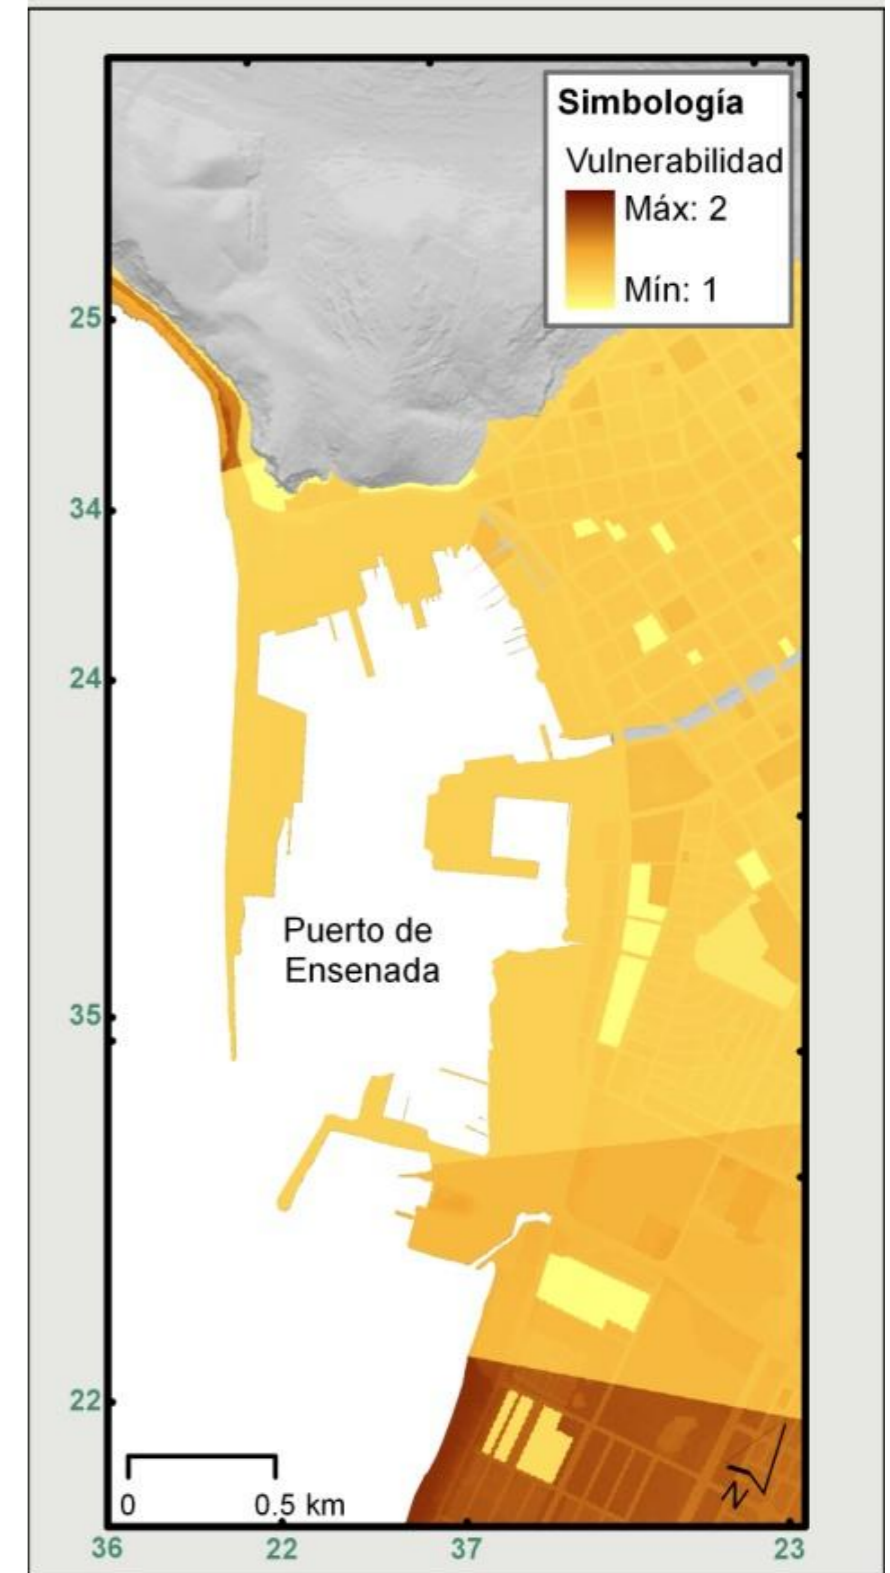 Simbología
Vulnerabilidad
Máx: 2
Mín: 1
25
34
24
Puerto de
Ensenada
35
22
0 0.5 km
N
36 22 37 23